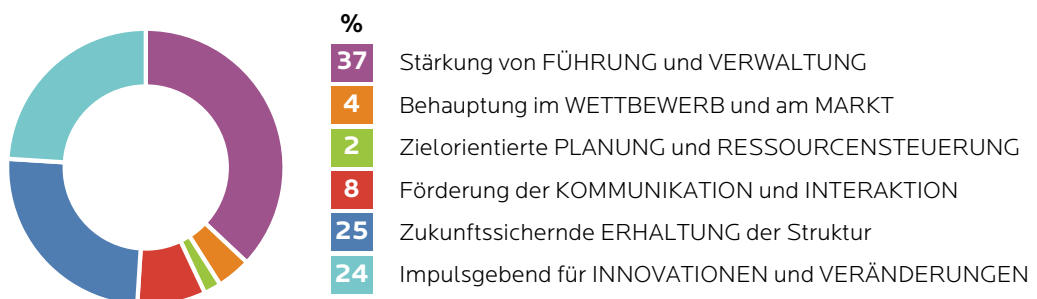 %
37 Stärkung von FÜHRUNG und VERWALTUNG
4 Behauptung im WETTBEWERB und am MARKT
2 Zielorientierte PLANUNG und RESSOURCENSTEUERUNG
8 Förderung der KOMMUNIKATION und INTERAKTION
25 Zukunftssichernde ERHALTUNG der Struktur
24 Impulsgebend für INNOVATIONEN und VERÄNDERUNGEN